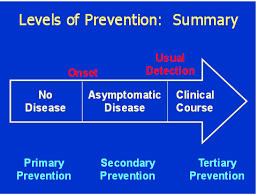 Levels of Prevention: Summary
Usual
Onset Detection
No Asymptomatic Clinical
Disease Disease Course
Primary Secondary Tertiary
Prevention Prevention Prevention